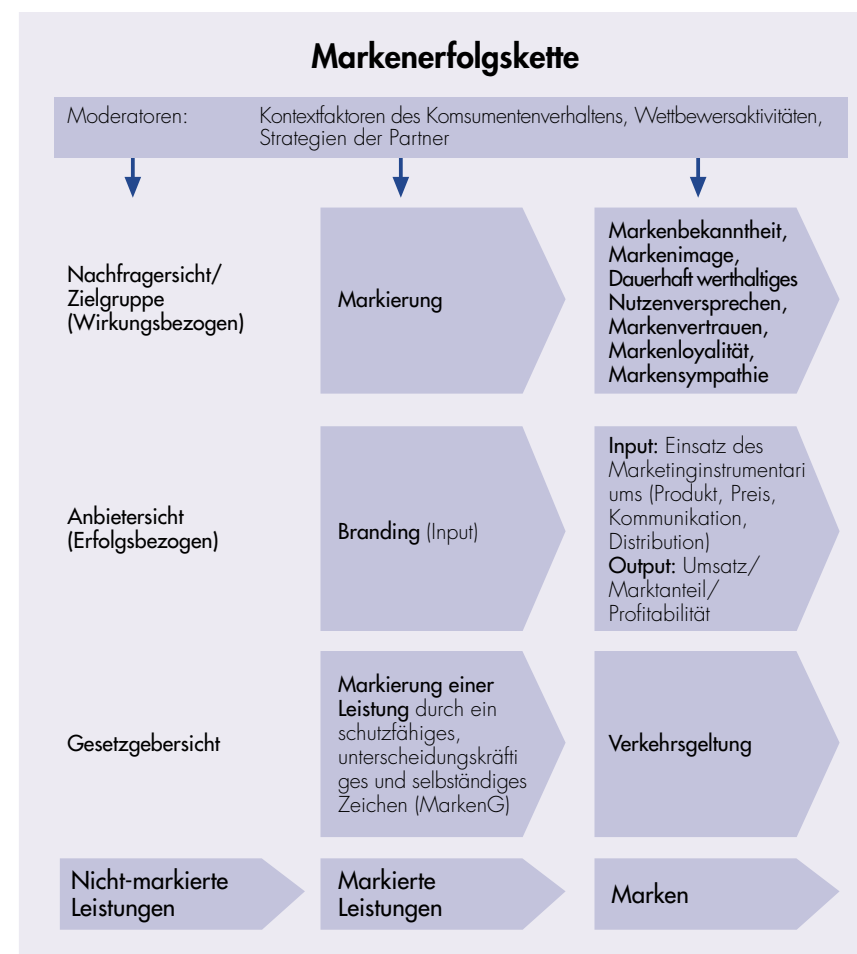 Markenerfolgskette
Moderatoren: Kontextfaktoren des Komsumentenverhaltens, Wettbewersaktivitäten,
Strategien der Partner
Nachfragersicht/
Zielgruppe
(Wirkungsbezogen)
Markierung
Markenbekanntheit,
Markenimage,
Dauerhaft werthaltiges
Nutzenversprechen,
Markenvertrauen,
Markenloyalität,
Markensympathie
Anbietersicht
(Erfolgsbezogen)
Branding (Input)
Input: Einsatz des
Marketinginstrumentari
ums (Produkt, Preis,
Kommunikation,
Distribution)
Output: Umsatz/
Marktanteil/
Profitabilität
Gesetzgebersicht
Markierung einer
Leistung durch ein
schutzfähiges,
unterscheidungskräfti
ges und selbständiges
Zeichen (MarkenG)
Verkehrsgeltung
Nicht-markierte
Leistungen
Markierte
Leistungen
Marken